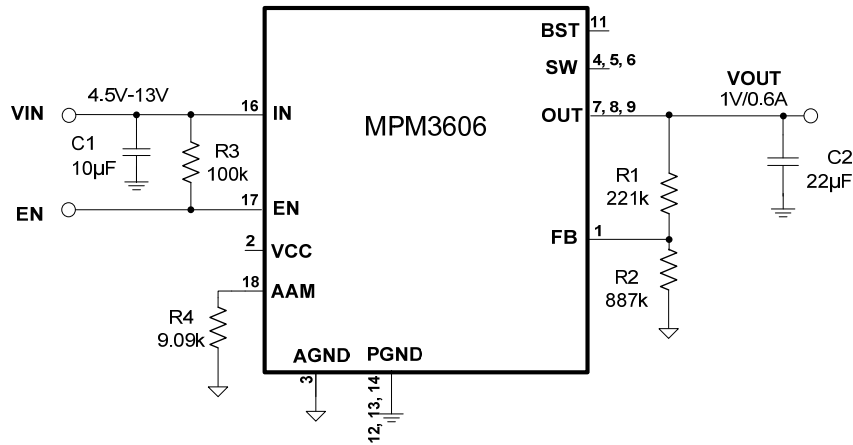 BST
11
SW
4, 5, 6
VOUT
1V/0.6A
4.5V-13V
VIN
16
IN
MPM3606
OUT
7, 8, 9
C1
10µF
R3
100k
R1
221k
C2
22µF
EN
17
EN
2
VCC
FB
1
18
AAM
R2
887k
R4
9.09k
AGND
PGND
3
12, 13, 14